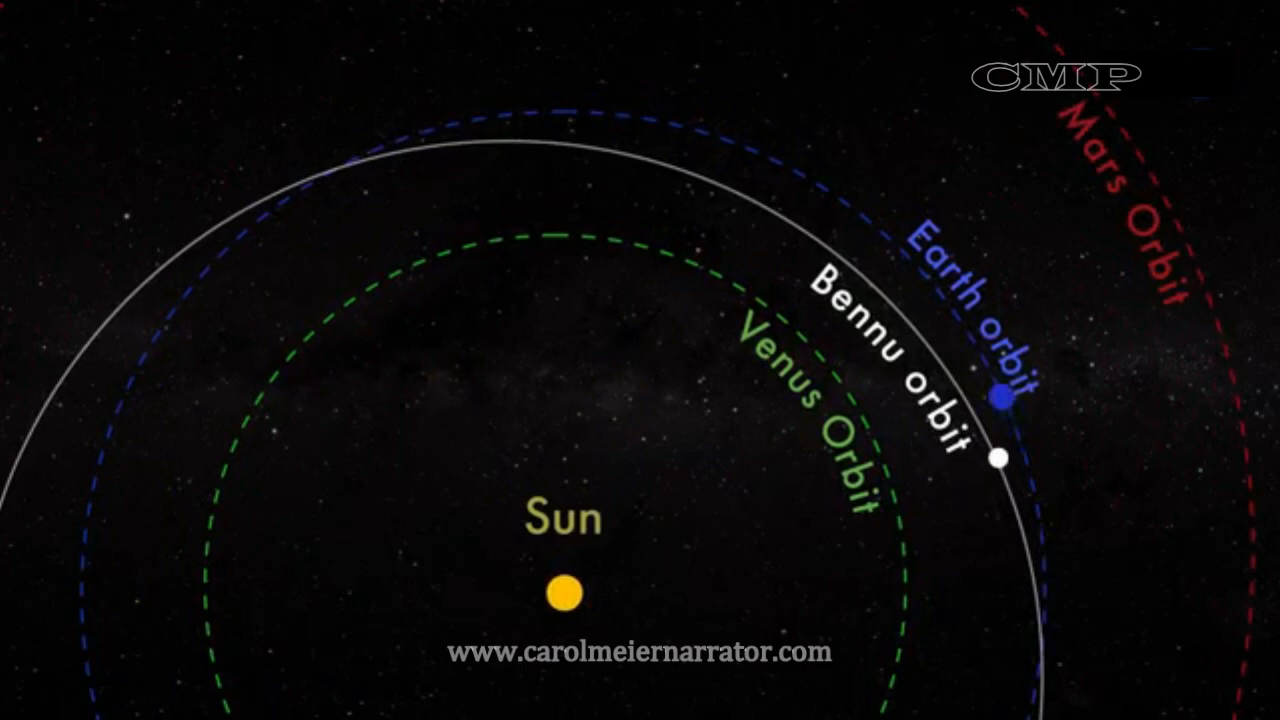 CMP
Mars Orbit
Earth orbit
Bennu orbit
Venus Orbit
Sun
www.carolmeiernarrator.com